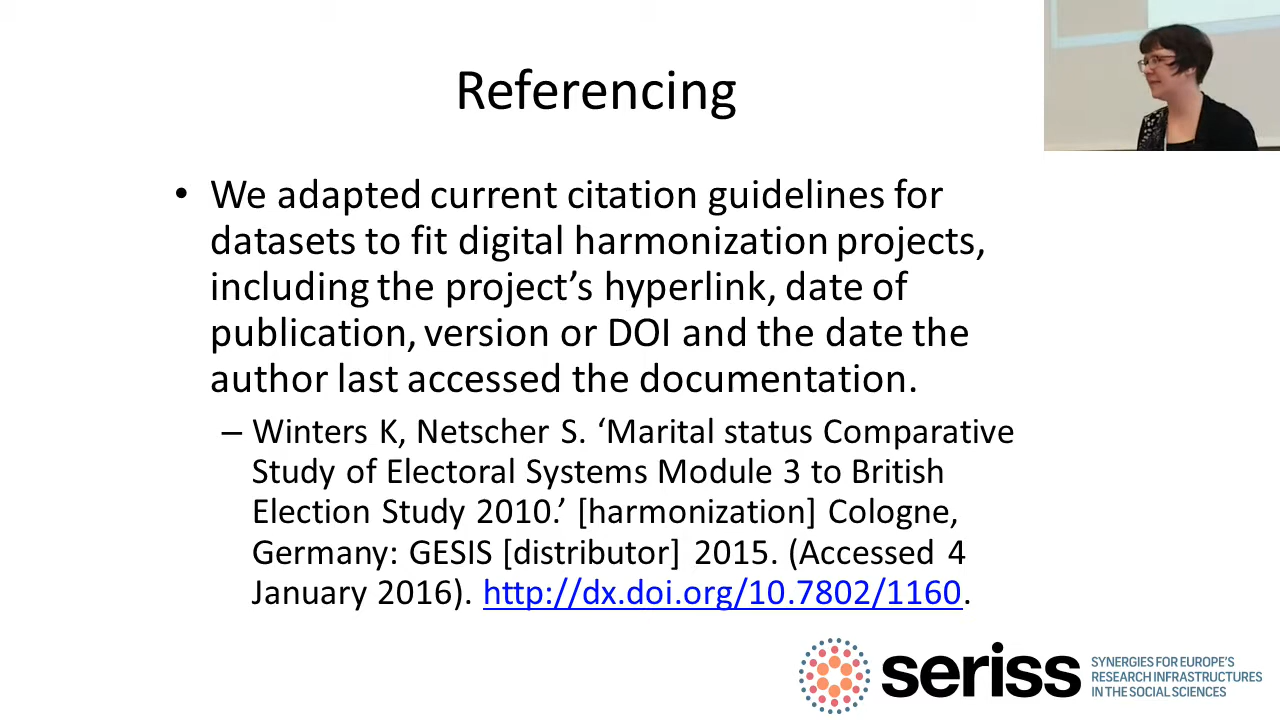 Referencing
• We adapted current citation guidelines for
datasets to fit digital harmonization projects,
including the project’s hyperlink, date of
publication, version or DOI and the date the
author last accessed the documentation.
– Winters K, Netscher S. ‘Marital status Comparative
Study of Electoral Systems Module 3 to British
Election Study 2010.’ [harmonization] Cologne,
Germany: GESIS [distributor] 2015. (Accessed 4
January 2016). http://dx.doi.org/10.7802/1160.
seriss
SYNERGIES FOR EUROPE'S
RESEARCH INFRASTRUCTURES
IN THE SOCIAL SCIENCES